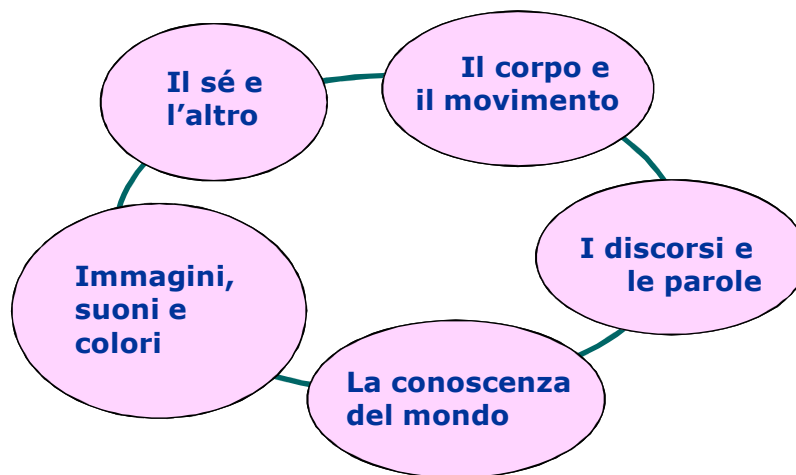 Il sé e
l’altro
Il corpo e
il movimento
I discorsi e
le parole
La conoscenza
del mondo
Immagini,
suoni e
colori